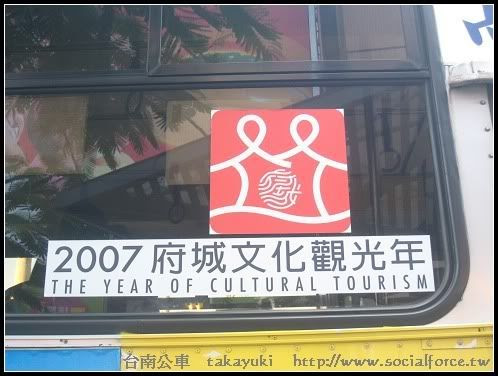 2007府城文化觀光年
THE YEAR OF CULTURAL TOURISM
台南公車 takayuki http://www.socialforce.tw